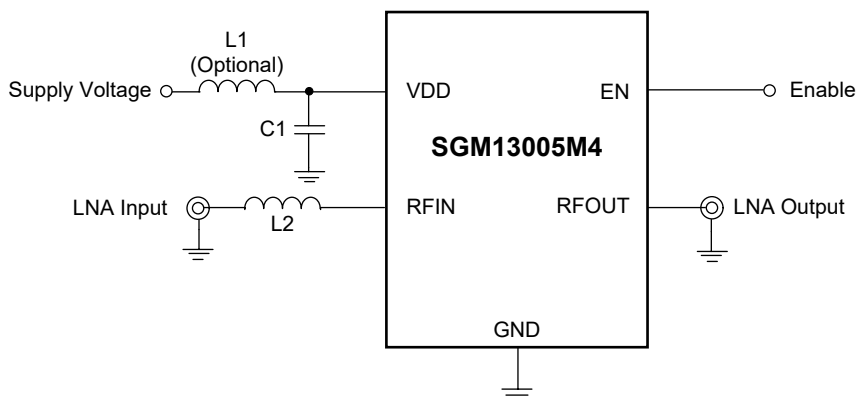 L1
(Optional)
Supply Voltage
VDD
EN
Enable
C1
SGM13005M4
LNA Input
L2
RFIN
RFOUT
LNA Output
GND